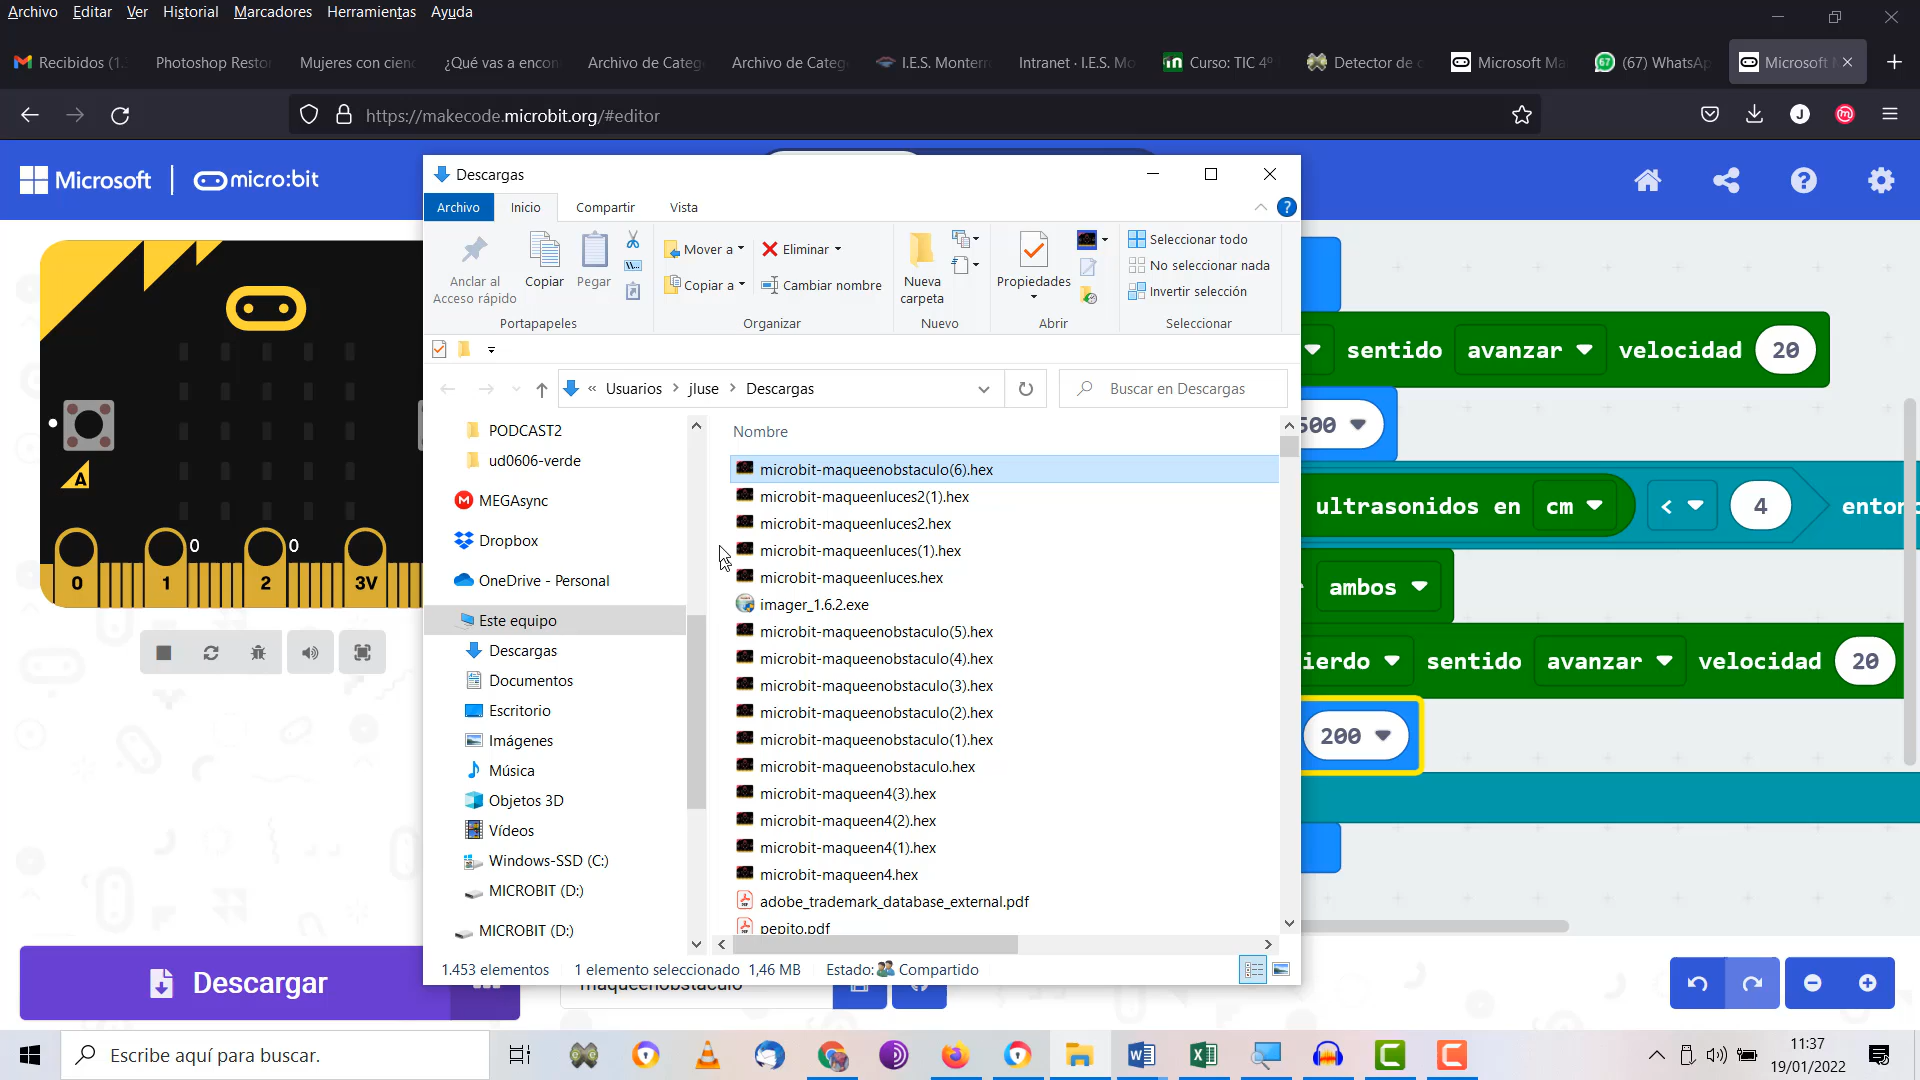 Archivo Editar Ver Historial Marcadores Herramientas Ayuda
Recibidos (1. Photoshop Resto Mujeres con cien ¿Qué vas a encon Archivo de Categ Archivo de Categ I.E.S. Monterr Intranet · I.E.S. Mo Curso: TIC 4º Detector de Microsoft Ma (67) WhatsAp Microsoft
https://makecode.microbit.org/#editor
J
Microsoft | micro:bit
Descargas
Archivo Inicio Compartir Vista
Anclar al Acceso rápido
Copiar
Pegar
Portapapeles
Mover a
Copiar a
Eliminar
Cambiar nombre
Organizar
Nueva carpeta
Nuevo
Propiedades
Abrir
Seleccionar todo
No seleccionar nada
Invertir selección
Seleccionar
« Usuarios > jluse > Descargas
Buscar en Descargas
PODCAST2
ud0606-verde
MEGAsync
Dropbox
OneDrive - Personal
Este equipo
Descargas
Documentos
Escritorio
Imágenes
Música
Objetos 3D
Vídeos
Windows-SSD (C:)
MICROBIT (D:)
MICROBIT (D:)
Nombre
microbit-maqueenobstaculo(6).hex
microbit-maqueenluces2(1).hex
microbit-maqueenluces2.hex
microbit-maqueenluces(1).hex
microbit-maqueenluces.hex
imager_1.6.2.exe
microbit-maqueenobstaculo(5).hex
microbit-maqueenobstaculo(4).hex
microbit-maqueenobstaculo(3).hex
microbit-maqueenobstaculo(2).hex
microbit-maqueenobstaculo(1).hex
microbit-maqueenobstaculo.hex
microbit-maqueen4(3).hex
microbit-maqueen4(2).hex
microbit-maqueen4(1).hex
microbit-maqueen4.hex
adobe_trademark_database_external.pdf
pepito.pdf
1.453 elementos 1 elemento seleccionado 1,46 MB Estado: Compartido
A
0 0
0 1 2 3V
sentido avanzar velocidad 20
500
ultrasonidos en cm < 4 enton
ambos
ierdo sentido avanzar velocidad 20
200
Descargar
maqueenobstaculo
Escribe aquí para buscar.
11:37
19/01/2022